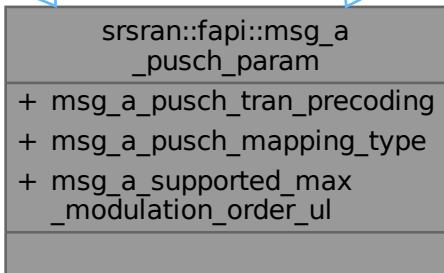 srsran::fapi::msg_a
_pusch_param
+ msg_a_pusch_tran_precoding
+ msg_a_pusch_mapping_type
+ msg_a_supported_max
_modulation_order_ul